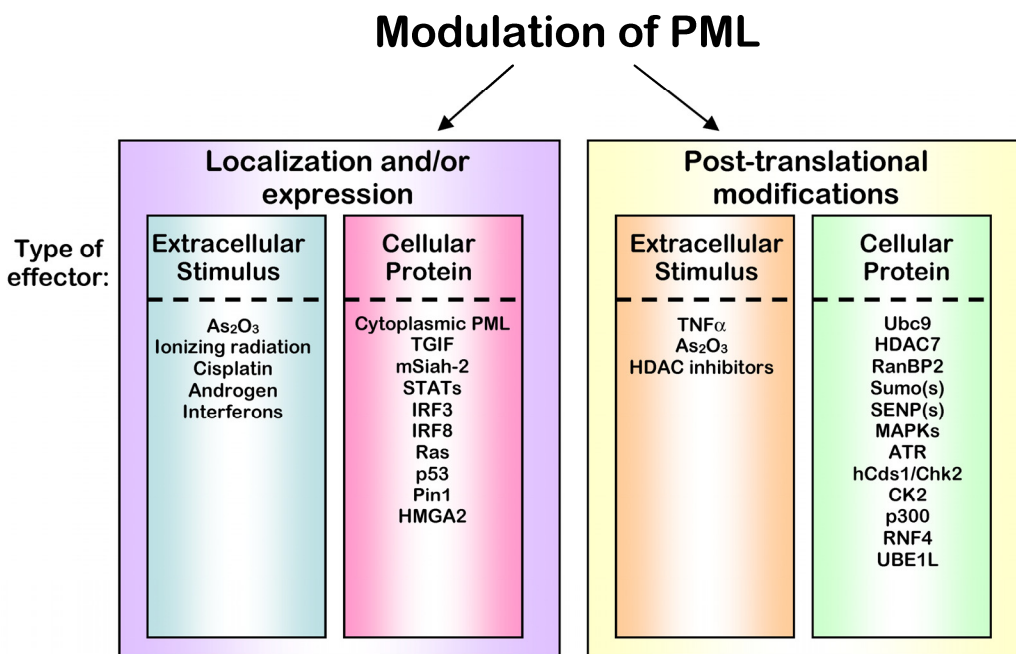 Modulation of PML
Localization and/or
expression
Post-translational
modifications
Type of
effector:
Extracellular
Stimulus
As₂O₃
Ionizing radiation
Cisplatin
Androgen
Interferons
Cellular
Protein
Cytoplasmic PML
TGIF
mSiah-2
STATs
IRF3
IRF8
Ras
p53
Pin1
HMGA2
Extracellular
Stimulus
TNFα
As₂O₃
HDAC inhibitors
Cellular
Protein
Ubc9
HDAC7
RanBP2
Sumo(s)
SENP(s)
MAPKs
ATR
hCds1/Chk2
CK2
p300
RNF4
UBE1L